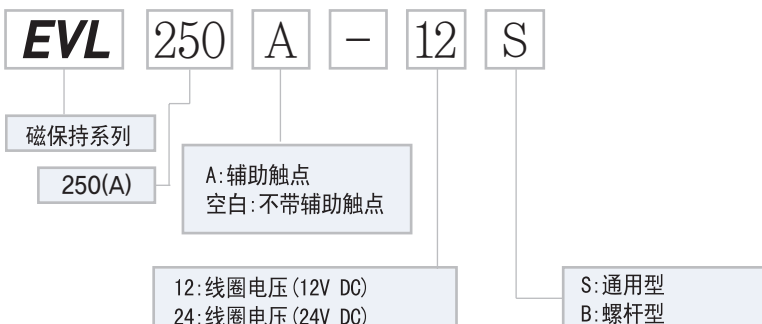 EVL 250 A - 12 S
磁保持系列
250(A)
A:辅助触点
空白:不带辅助触点
12:线圈电压(12V DC)
24:线圈电压(24V DC)
S:通用型
B:螺杆型